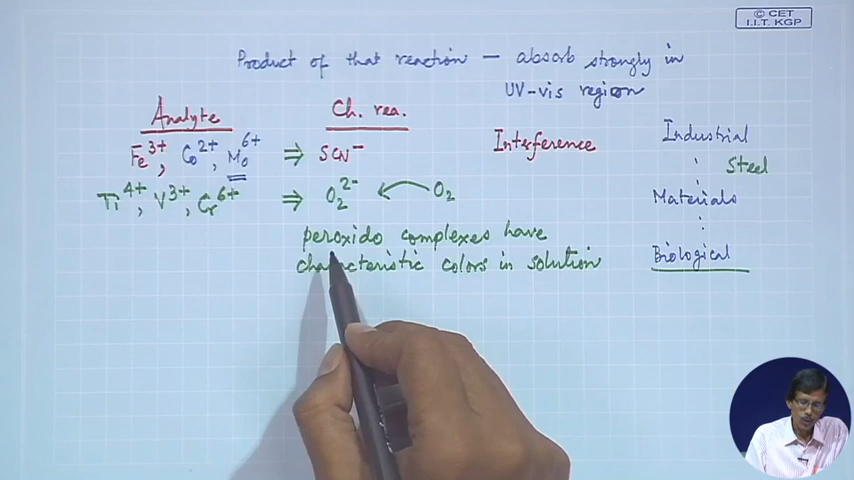 © CET
I.I.T. KGP
Product of that reaction — absorb strongly in
UV-vis region
Analyte
Ch. rea.
Fe³⁺, Co²⁺, Mo⁶⁺ ⇒ SCN⁻
Interference
Industrial
Steel
Ti⁴⁺, V³⁺, Cr⁶⁺ ⇒ O₂²⁻ ← O₂
Materials
peroxido complexes have
characteristic colors in solution
Biological